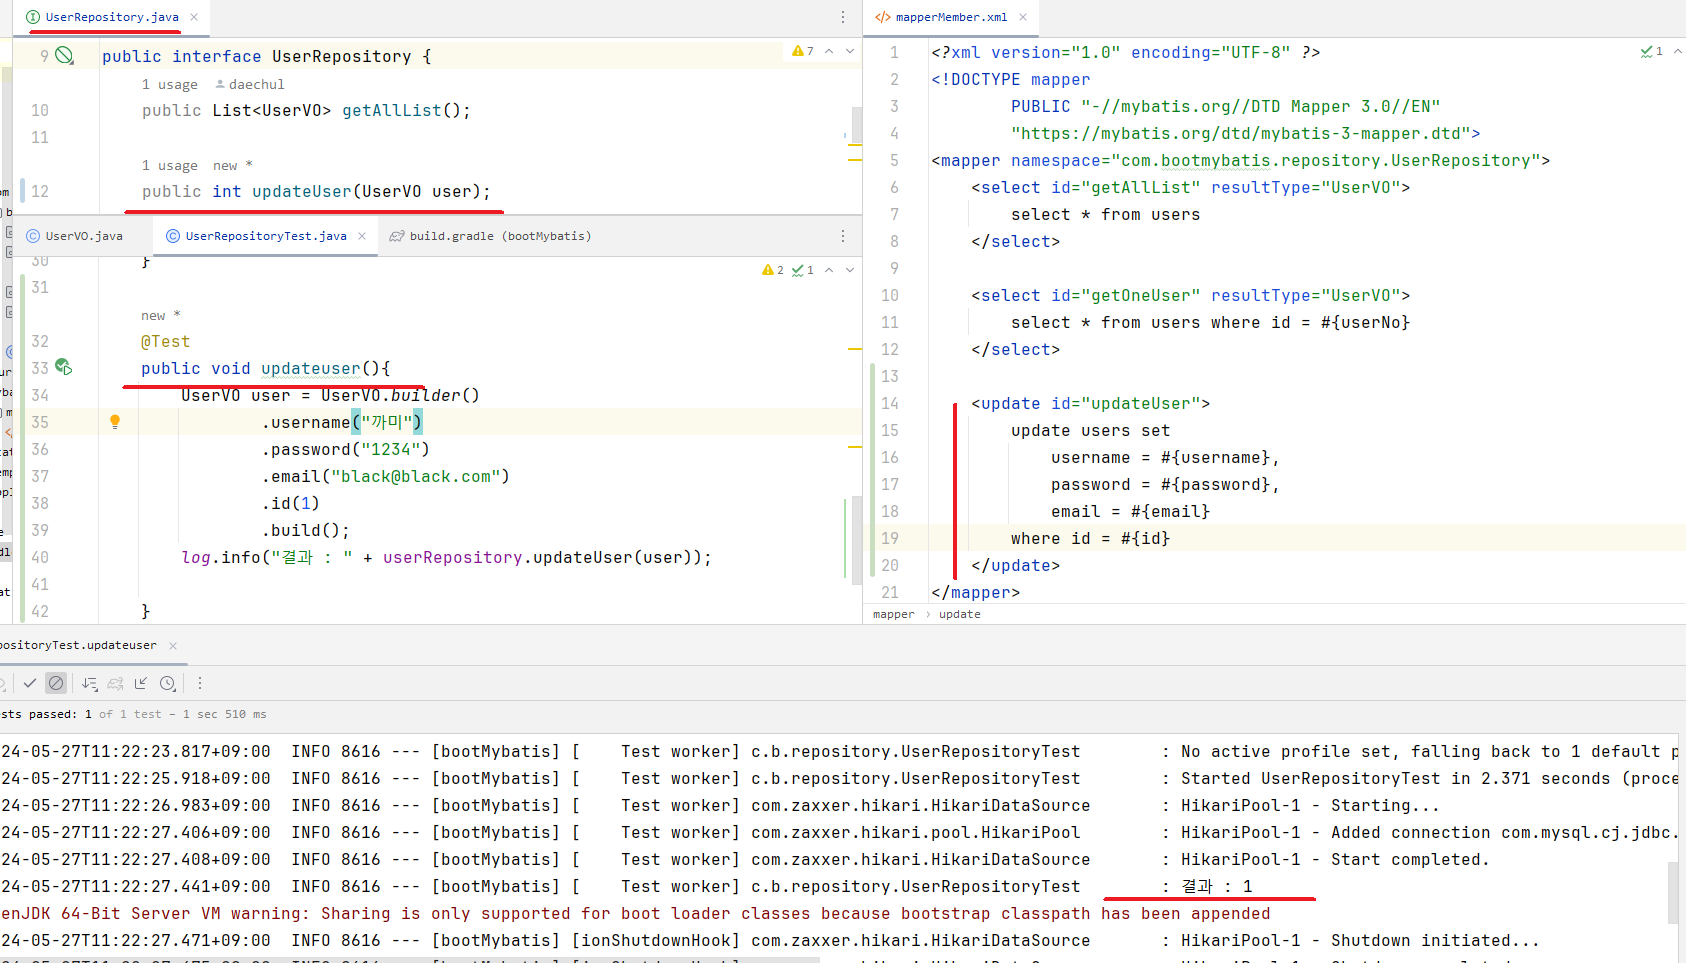 UserRepository.java
7
9 public interface UserRepository {
1 usage daechul
10 public List<UserVO> getAllList();
11
1 usage new *
12 public int updateUser(UserVO user);
UserVO.java UserRepositoryTest.java build.gradle (bootMybatis)
2 1
30 }
31
new *
32 @Test
33 public void updateuser(){
34 UserVO user = UserVO.builder()
35 .username("까미")
36 .password("1234")
37 .email("black@black.com")
38 .id(1)
39 .build();
40 log.info("결과 : " + userRepository.updateUser(user));
41
42 }
mapperMember.xml
1
1 <?xml version="1.0" encoding="UTF-8" ?>
2 <!DOCTYPE mapper
3 PUBLIC "-//mybatis.org//DTD Mapper 3.0//EN"
4 "https://mybatis.org/dtd/mybatis-3-mapper.dtd">
5 <mapper namespace="com.bootmybatis.repository.UserRepository">
6 <select id="getAllList" resultType="UserVO">
7 select * from users
8 </select>
9
10 <select id="getOneUser" resultType="UserVO">
11 select * from users where id = #{userNo}
12 </select>
13
14 <update id="updateUser">
15 update users set
16 username = #{username},
17 password = #{password},
18 email = #{email}
19 where id = #{id}
20 </update>
21 </mapper>
mapper › update
ositoryTest.updateuser
sts passed: 1 of 1 test – 1 sec 510 ms
24-05-27T11:22:23.817+09:00 INFO 8616 --- [bootMybatis] [ Test worker] c.b.repository.UserRepositoryTest : No active profile set, falling back to 1 default p
24-05-27T11:22:25.918+09:00 INFO 8616 --- [bootMybatis] [ Test worker] c.b.repository.UserRepositoryTest : Started UserRepositoryTest in 2.371 seconds (proce
24-05-27T11:22:26.983+09:00 INFO 8616 --- [bootMybatis] [ Test worker] com.zaxxer.hikari.HikariDataSource : HikariPool-1 - Starting...
24-05-27T11:22:27.406+09:00 INFO 8616 --- [bootMybatis] [ Test worker] com.zaxxer.hikari.pool.HikariPool : HikariPool-1 - Added connection com.mysql.cj.jdbc.
24-05-27T11:22:27.408+09:00 INFO 8616 --- [bootMybatis] [ Test worker] com.zaxxer.hikari.HikariDataSource : HikariPool-1 - Start completed.
24-05-27T11:22:27.441+09:00 INFO 8616 --- [bootMybatis] [ Test worker] c.b.repository.UserRepositoryTest : 결과 : 1
enJDK 64-Bit Server VM warning: Sharing is only supported for boot loader classes because bootstrap classpath has been appended
24-05-27T11:22:27.471+09:00 INFO 8616 --- [bootMybatis] [ionShutdownHook] com.zaxxer.hikari.HikariDataSource : HikariPool-1 - Shutdown initiated...